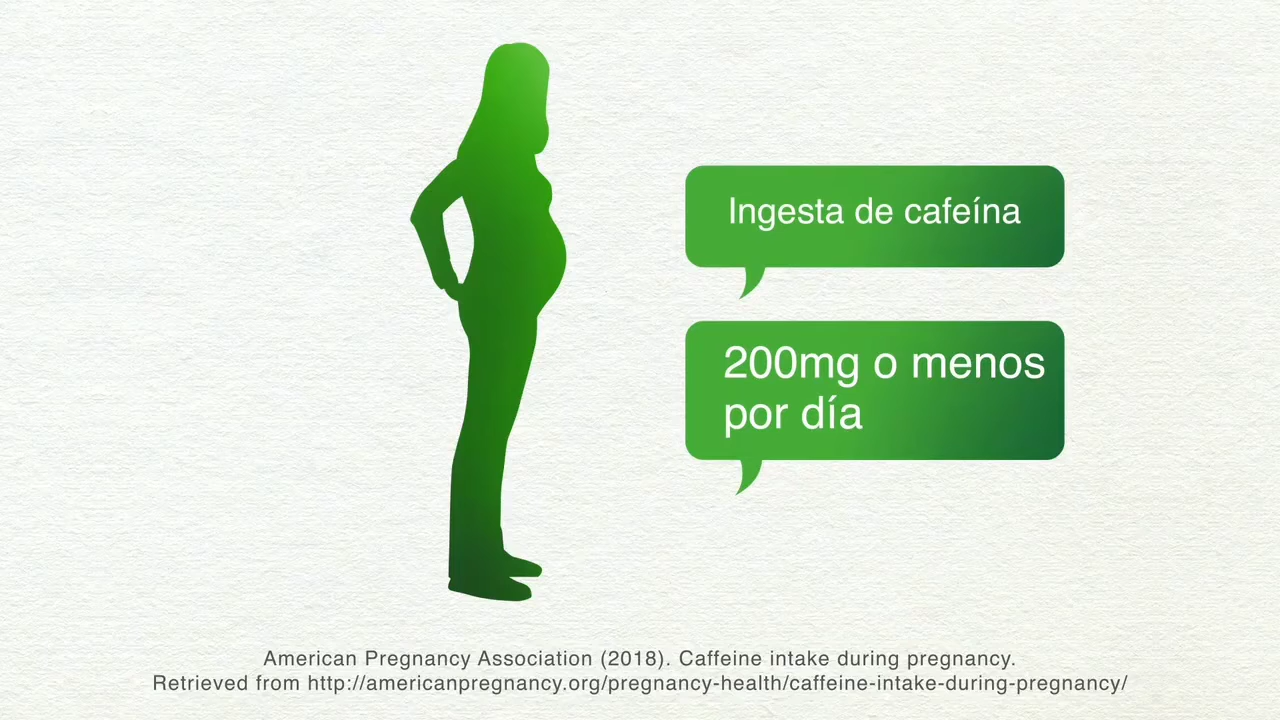 Ingesta de cafeína
200mg o menos
por día
American Pregnancy Association (2018). Caffeine intake during pregnancy.
Retrieved from http://americanpregnancy.org/pregnancy-health/caffeine-intake-during-pregnancy/